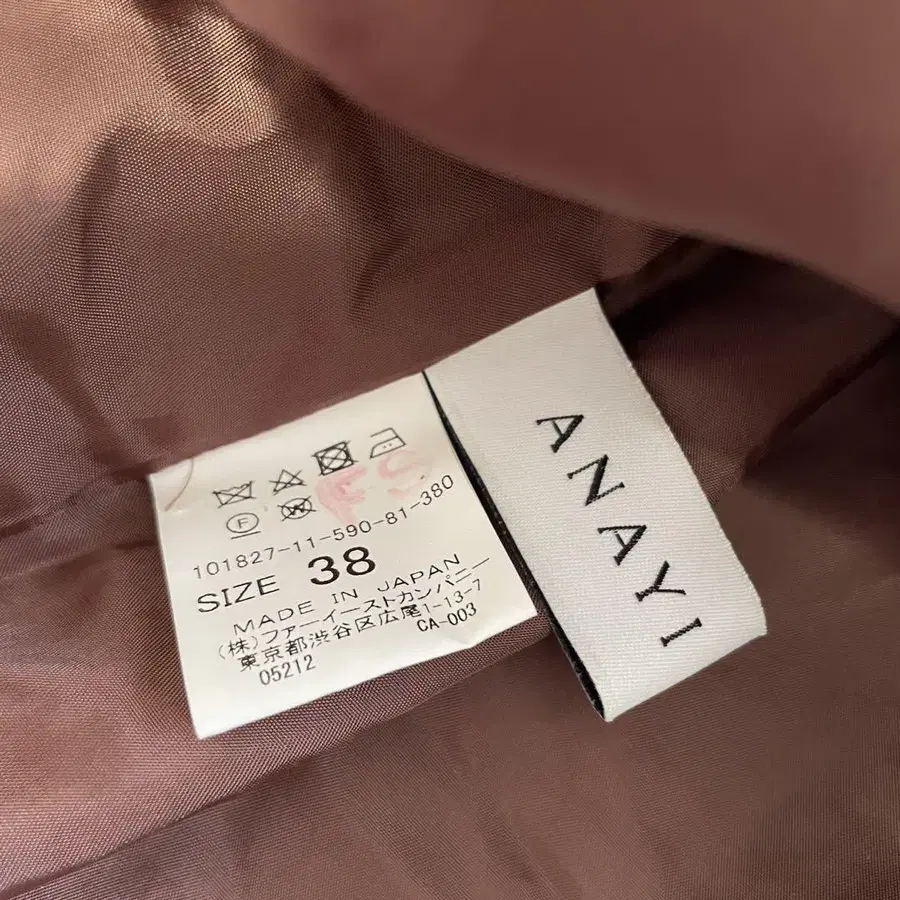 F
W
101827-11-590-81-380
SIZE 38
MADE IN JAPAN
(株)ファーイーストカンパニー
東京都渋谷区広尾1-13-7
05212 CA-003
ANAYI